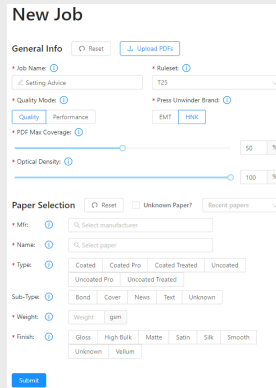 New Job
General Info Reset Upload PDFs
* Job Name: * Ruleset:
Setting Advice T25
* Quality Mode: * Press Unwinder Brand:
Quality Performance EMT HNK
* PDF Max Coverage:
50 %
* Optical Density:
100 %
Paper Selection Reset Unknown Paper? Recent papers
* Mfr: Select manufacturer
* Name: Select paper
* Type: Coated Coated Pro Coated Treated Uncoated
Uncoated Pro Uncoated Treated
Sub-Type: Bond Cover News Text Unknown
* Weight: Weight gsm
* Finish: Gloss High Bulk Matte Satin Silk Smooth
Unknown Vellum
Submit